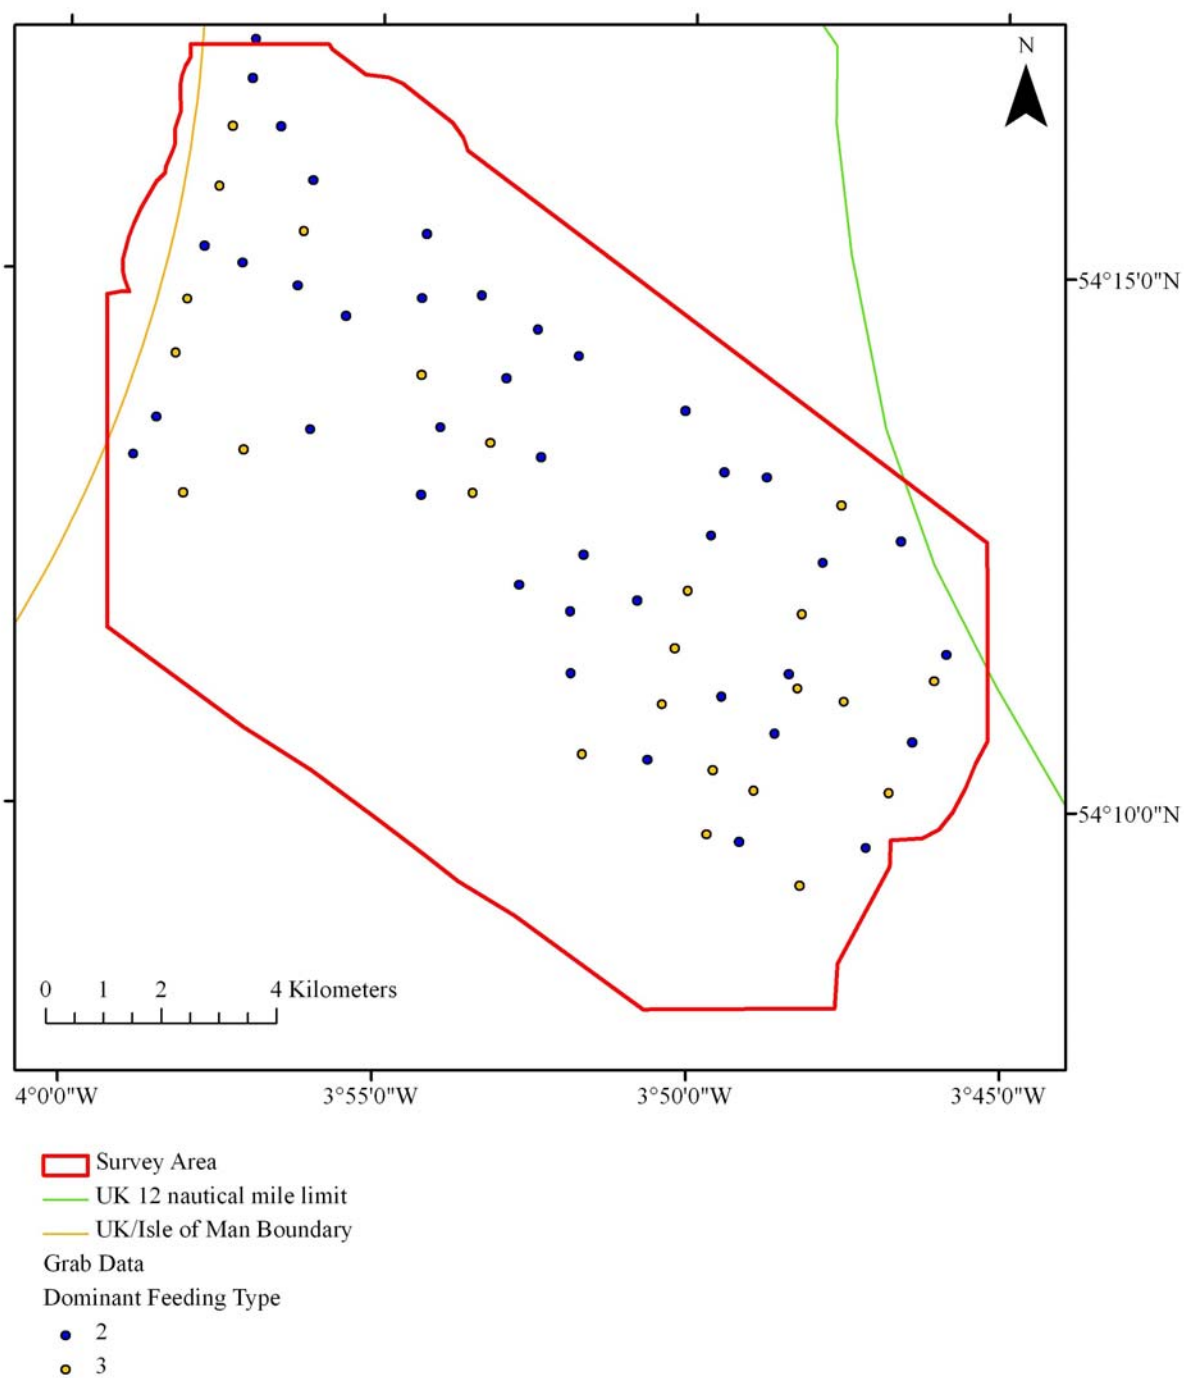 N
54°15'0"N
54°10'0"N
0 1 2 4 Kilometers
4°0'0"W 3°55'0"W 3°50'0"W 3°45'0"W
Survey Area
UK 12 nautical mile limit
UK/Isle of Man Boundary
Grab Data
Dominant Feeding Type
2
3